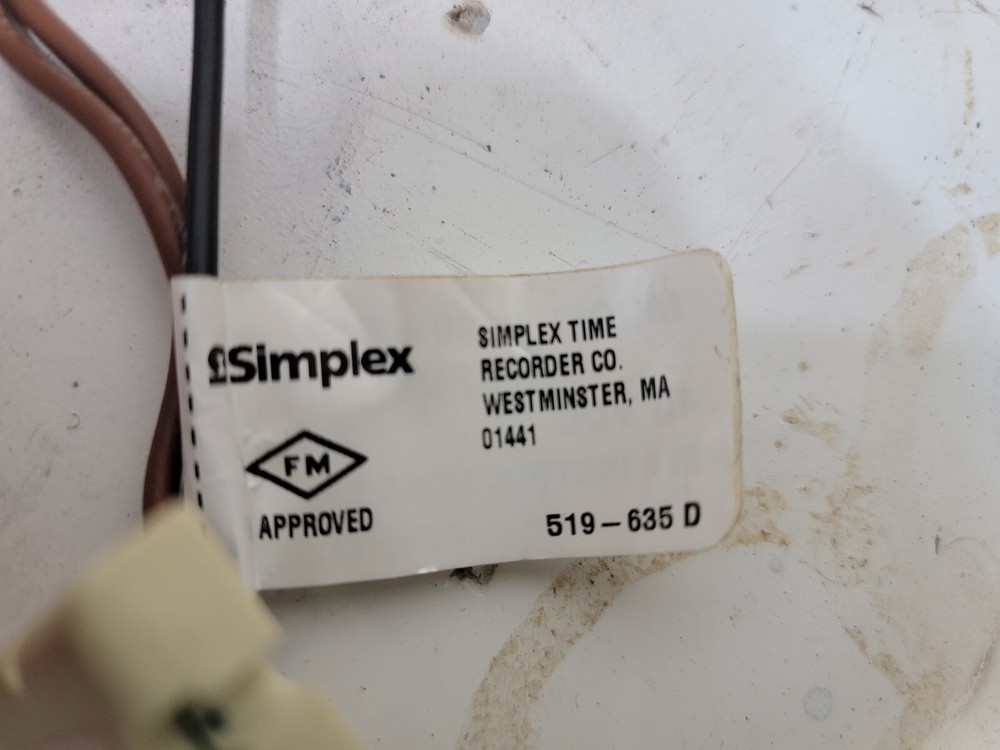 Simplex
SIMPLEX TIME
RECORDER CO.
WESTMINSTER, MA
01441
FM
APPROVED
519-635 D